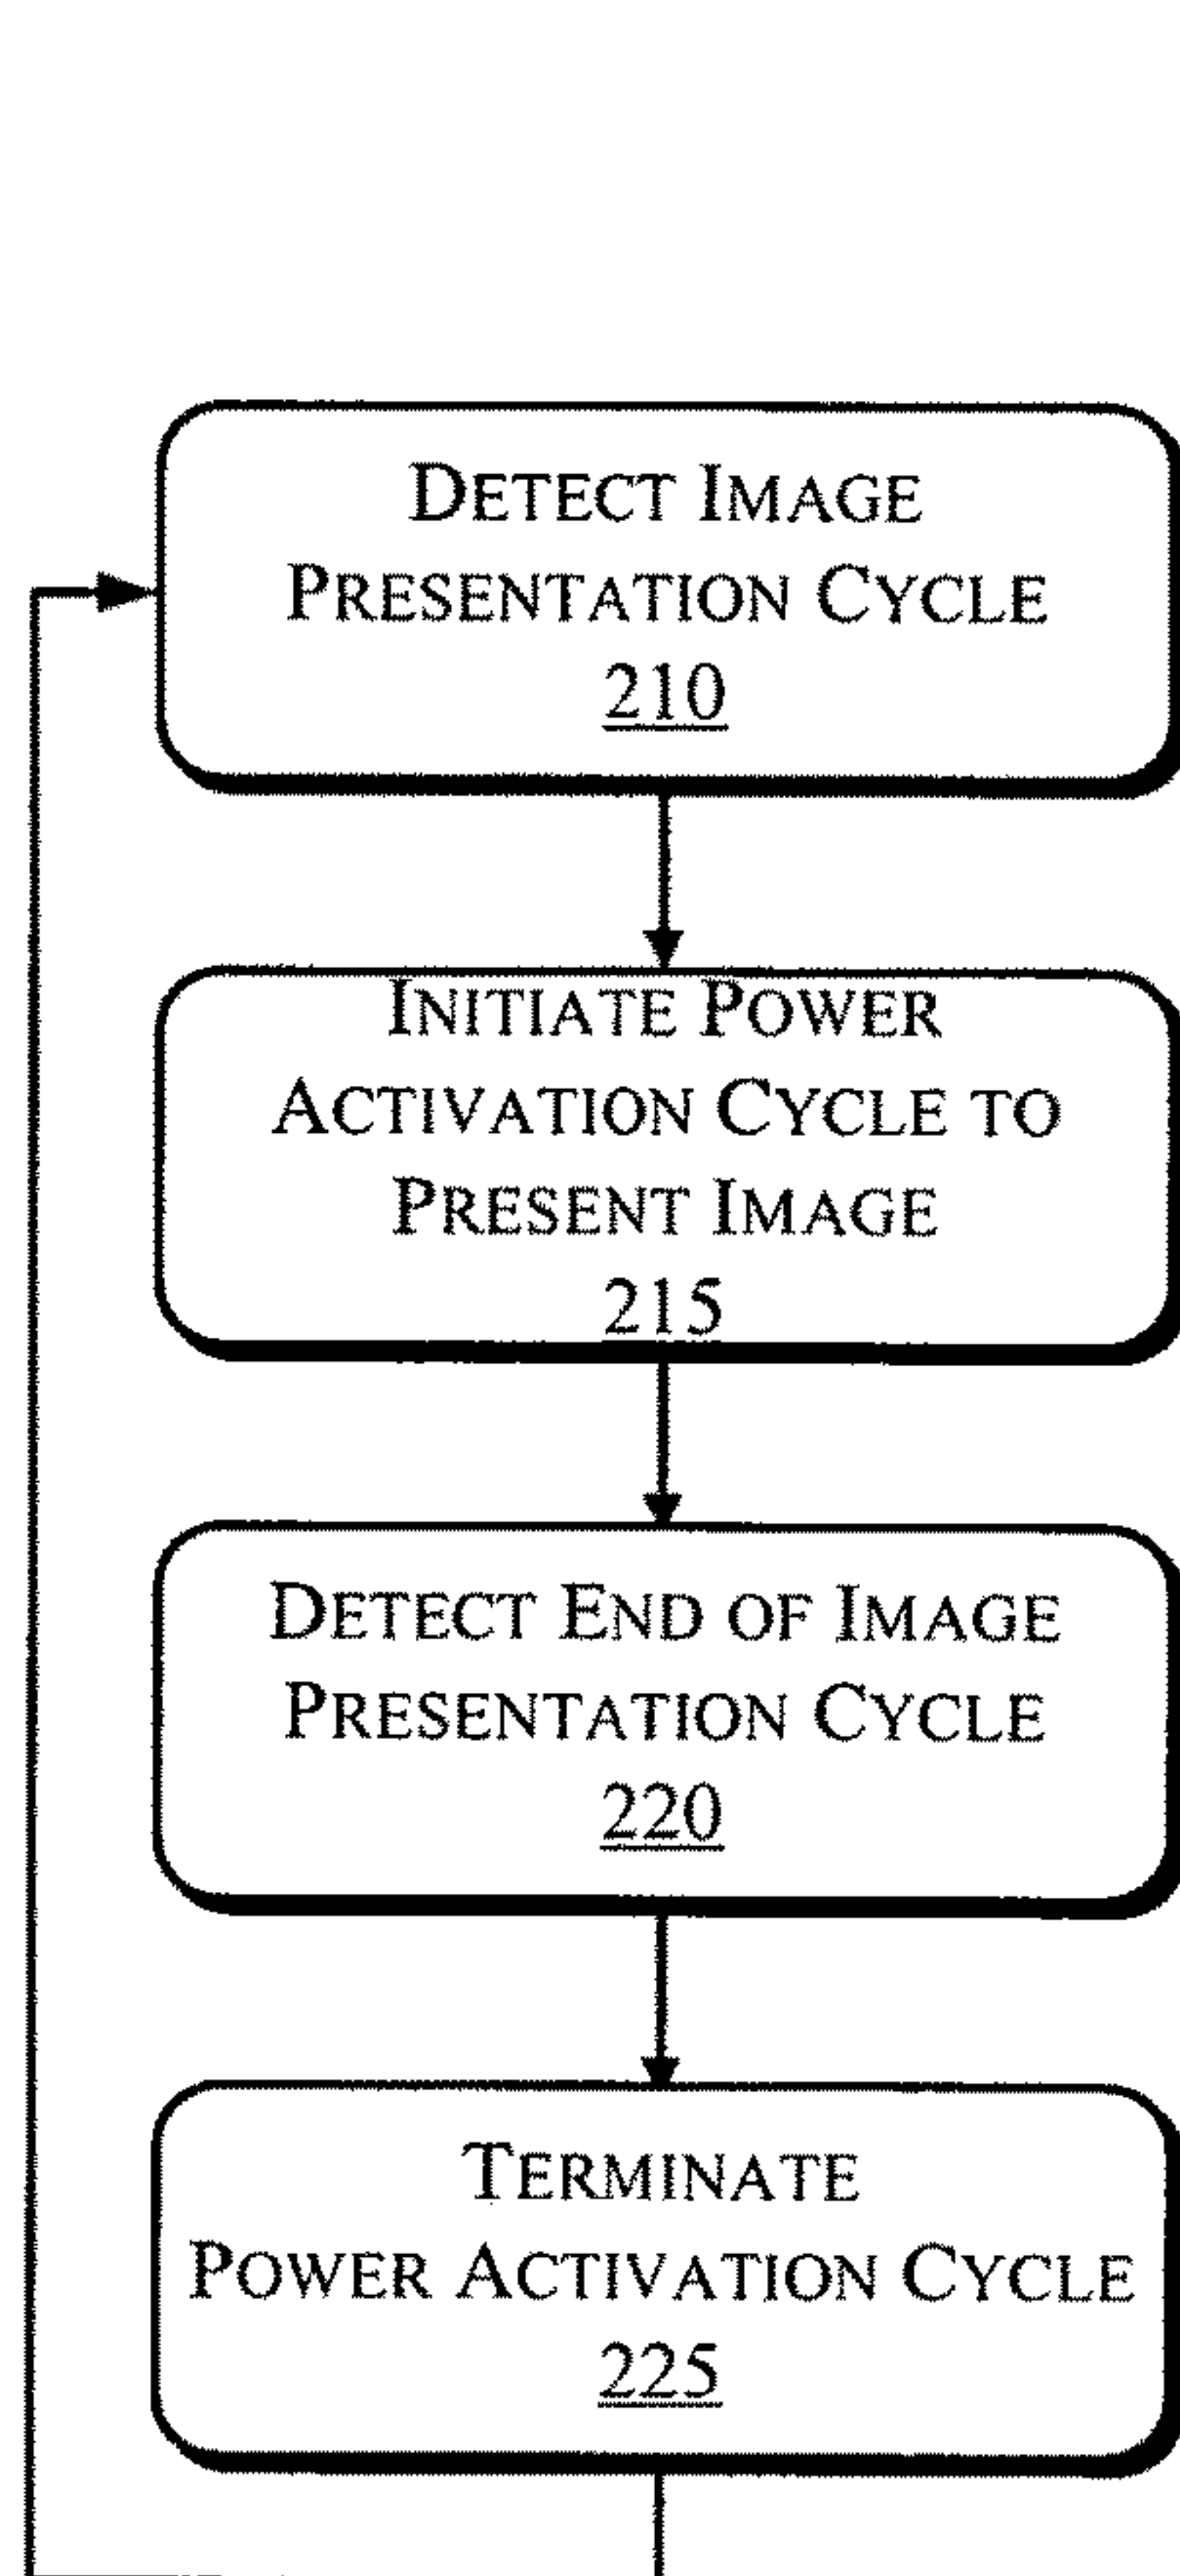 DETECT IMAGE
PRESENTATION CYCLE
210
INITIATE POWER
ACTIVATION CYCLE TO
PRESENT IMAGE
215
DETECT END OF IMAGE
PRESENTATION CYCLE
220
TERMINATE
POWER ACTIVATION CYCLE
225